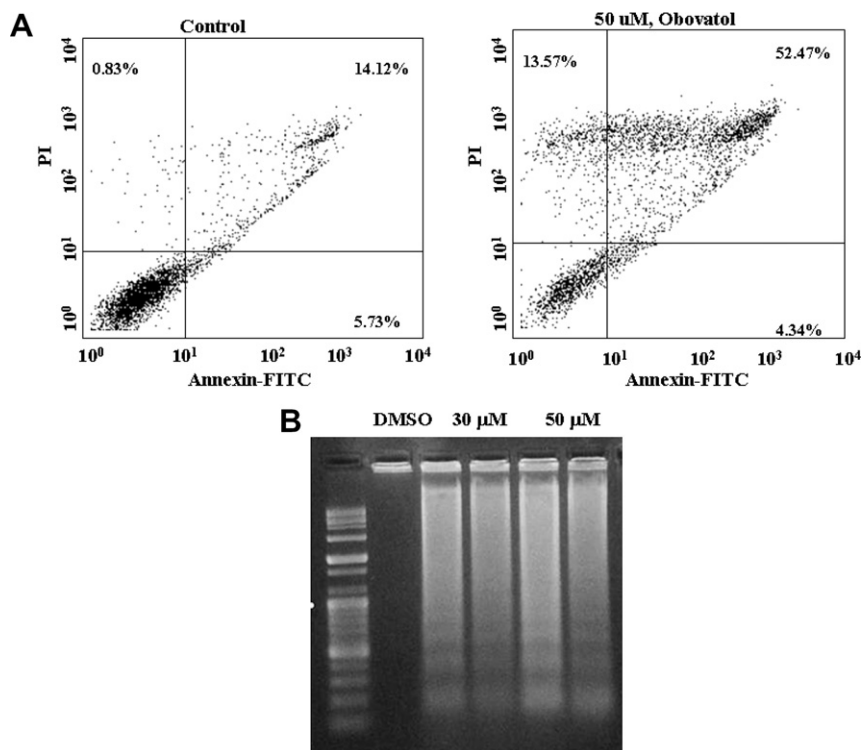 A
Control
50 uM, Obovatol
10⁴
0.83%
14.12%
10³
PI
10²
10¹
10⁰
5.73%
10⁰ 10¹ 10² 10³ 10⁴
Annexin-FITC
10⁴
13.57%
52.47%
10³
PI
10²
10¹
10⁰
4.34%
10⁰ 10¹ 10² 10³ 10⁴
Annexin-FITC
B
DMSO 30 µM 50 µM